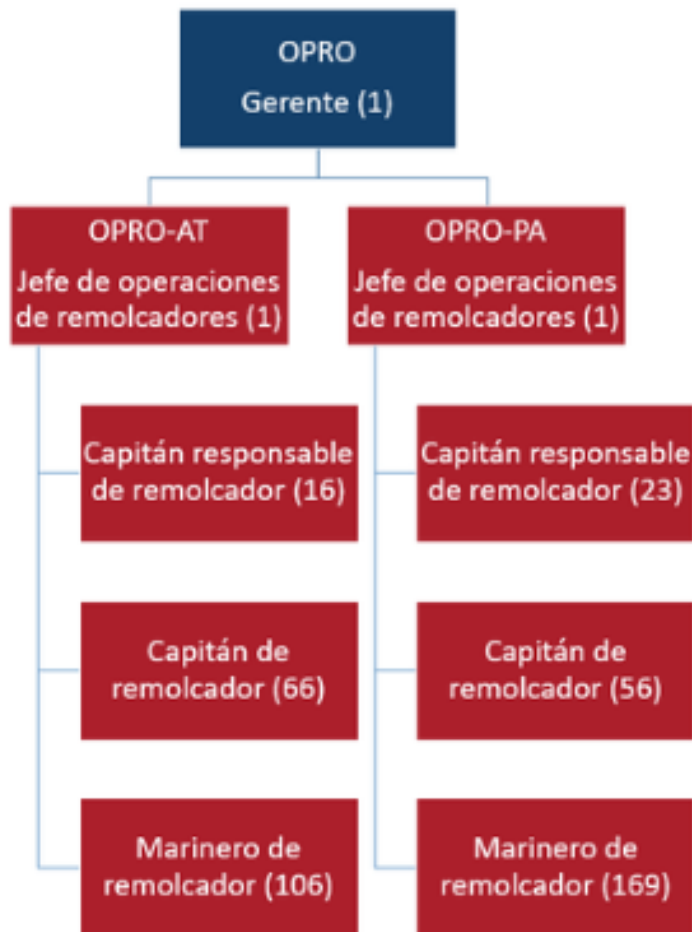 OPRO
Gerente (1)
OPRO-AT
Jefe de operaciones
de remolcadores (1)
OPRO-PA
Jefe de operaciones
de remolcadores (1)
Capitán responsable
de remolcador (16)
Capitán responsable
de remolcador (23)
Capitán de
remolcador (66)
Capitán de
remolcador (56)
Marinero de
remolcador (106)
Marinero de
remolcador (169)